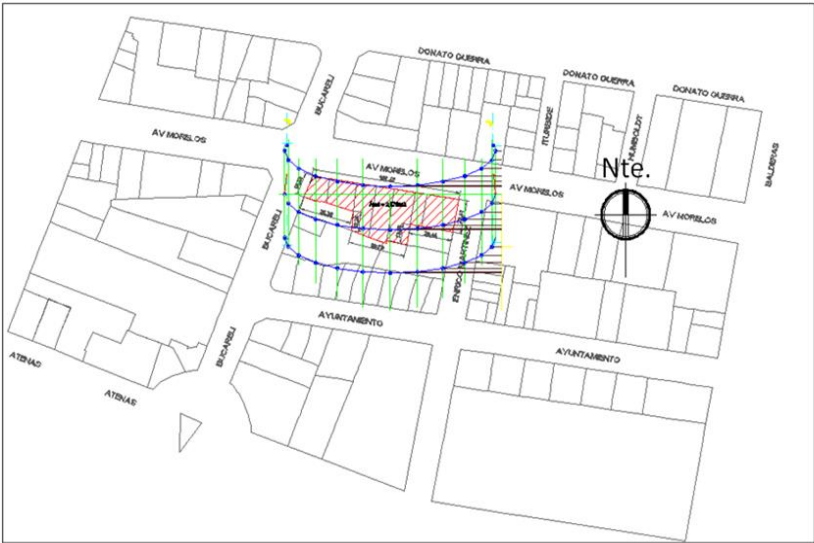 DONATO GUERRA
DONATO GUERRA
DONATO GUERRA
BUCARELI
AV MORELOS
ITURBIDE
HUMBOLDT
BALDERAS
AV MORELOS
Nte.
AV MORELOS
AV MORELOS
BUCARELI
ENRICO MARTINEZ
AYUNTAMIENTO
AYUNTAMIENTO
BUCARELI
ATENAS
ATENAS